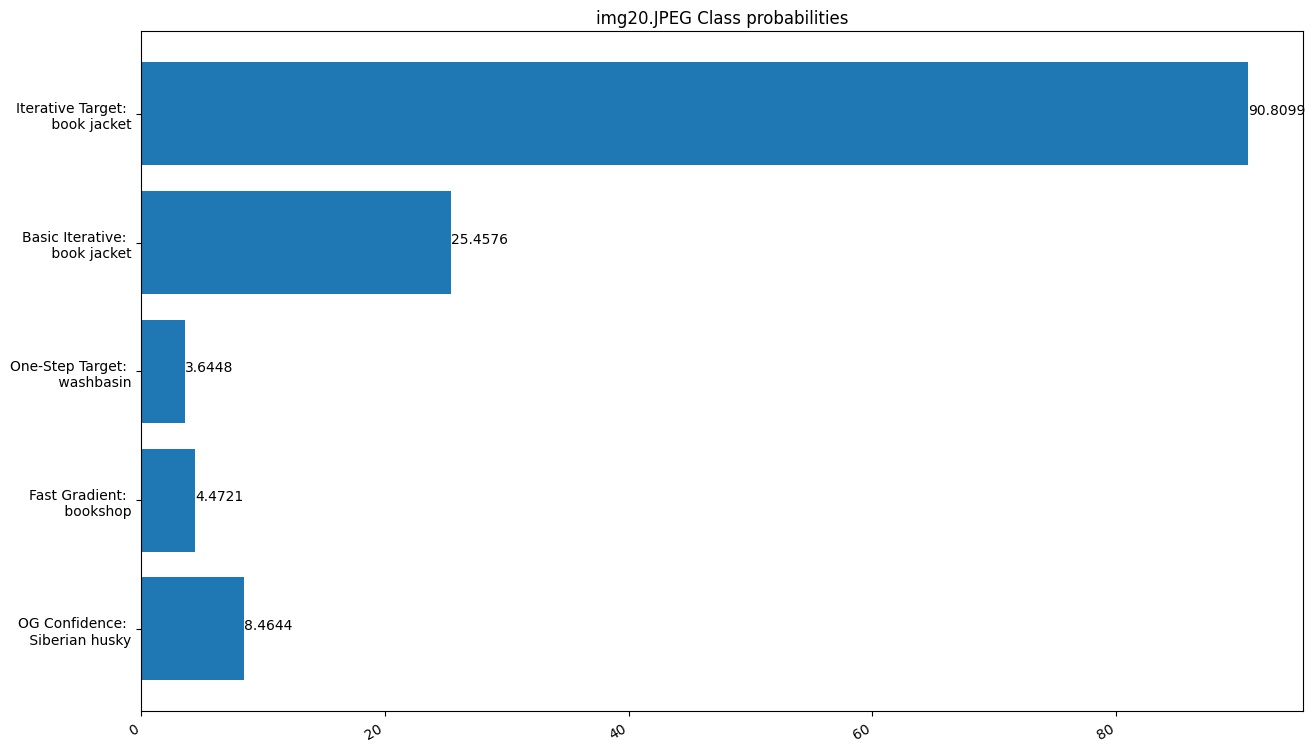 img20.JPEG Class probabilities
Iterative Target:
book jacket
90.8099
Basic Iterative:
book jacket
25.4576
One-Step Target:
washbasin
3.6448
Fast Gradient:
bookshop
4.4721
OG Confidence:
Siberian husky
8.4644
0
20
40
60
80